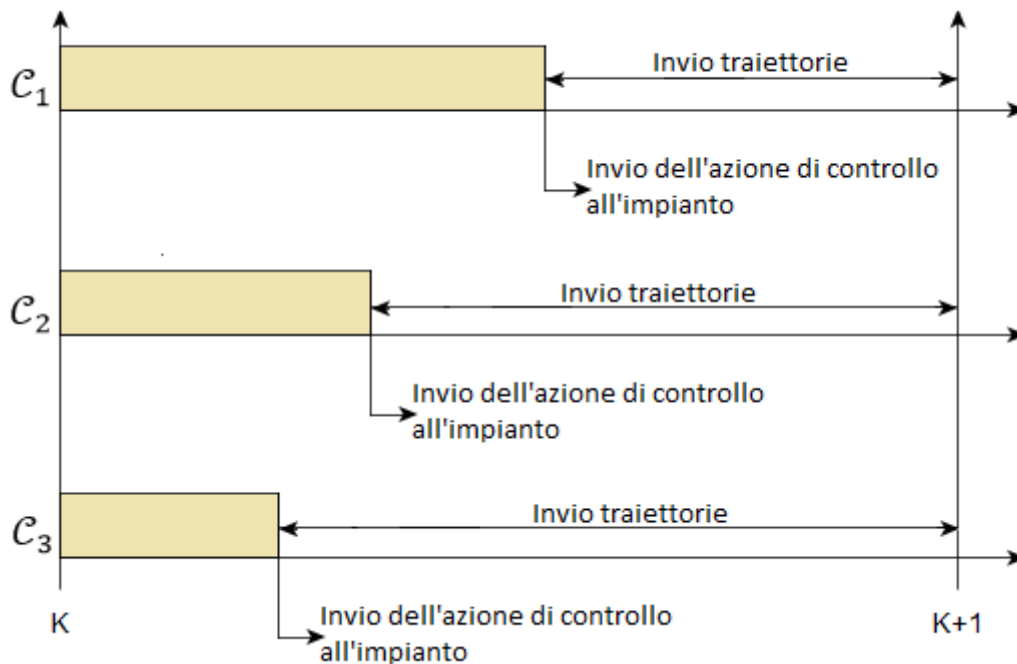 Invio traiettorie
𝒞1
Invio dell'azione di controllo
all'impianto
Invio traiettorie
𝒞2
Invio dell'azione di controllo
all'impianto
Invio traiettorie
𝒞3
Invio dell'azione di controllo
all'impianto
K
K+1